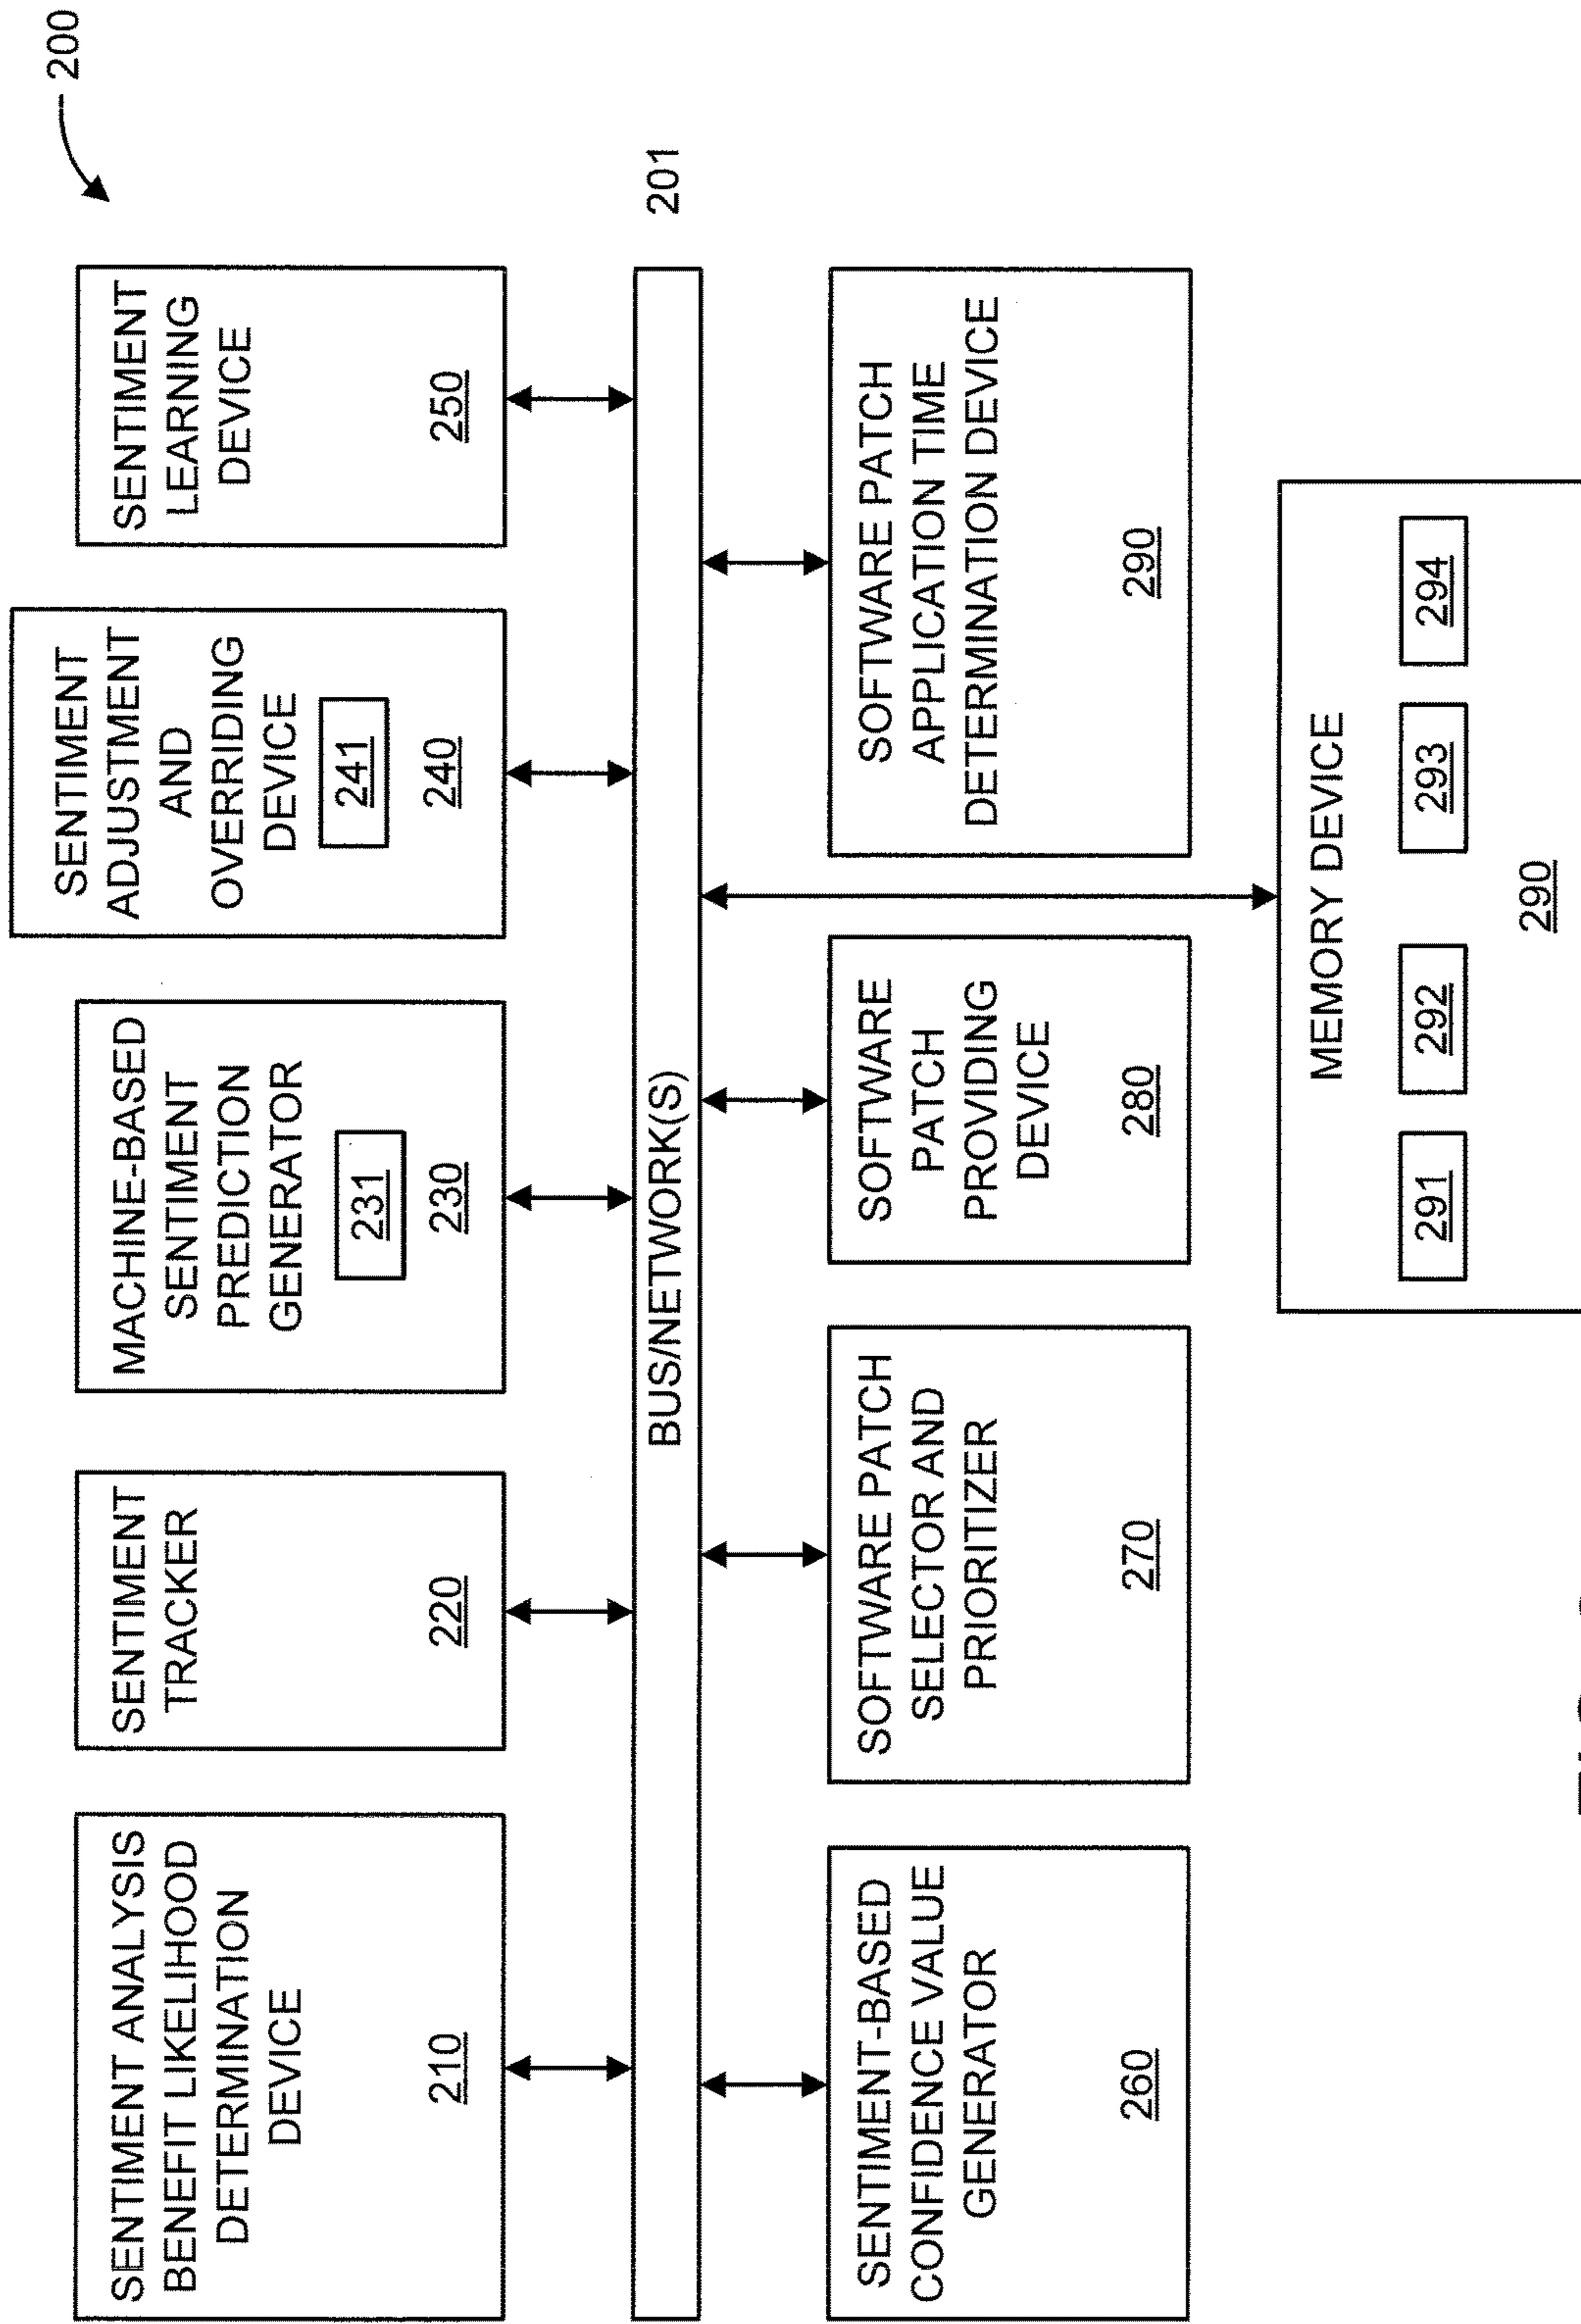 200
SENTIMENT ANALYSIS
BENEFIT LIKELIHOOD
DETERMINATION
DEVICE
210
SENTIMENT
TRACKER
220
MACHINE-BASED
SENTIMENT
PREDICTION
GENERATOR
231
230
SENTIMENT
ADJUSTMENT
AND
OVERRIDING
DEVICE
241
240
SENTIMENT
LEARNING
DEVICE
250
BUS/NETWORK(S)
201
SENTIMENT-BASED
CONFIDENCE VALUE
GENERATOR
260
SOFTWARE PATCH
SELECTOR AND
PRIORITIZER
270
SOFTWARE
PATCH
PROVIDING
DEVICE
280
SOFTWARE PATCH
APPLICATION TIME
DETERMINATION DEVICE
290
MEMORY DEVICE
291
292
293
294
290